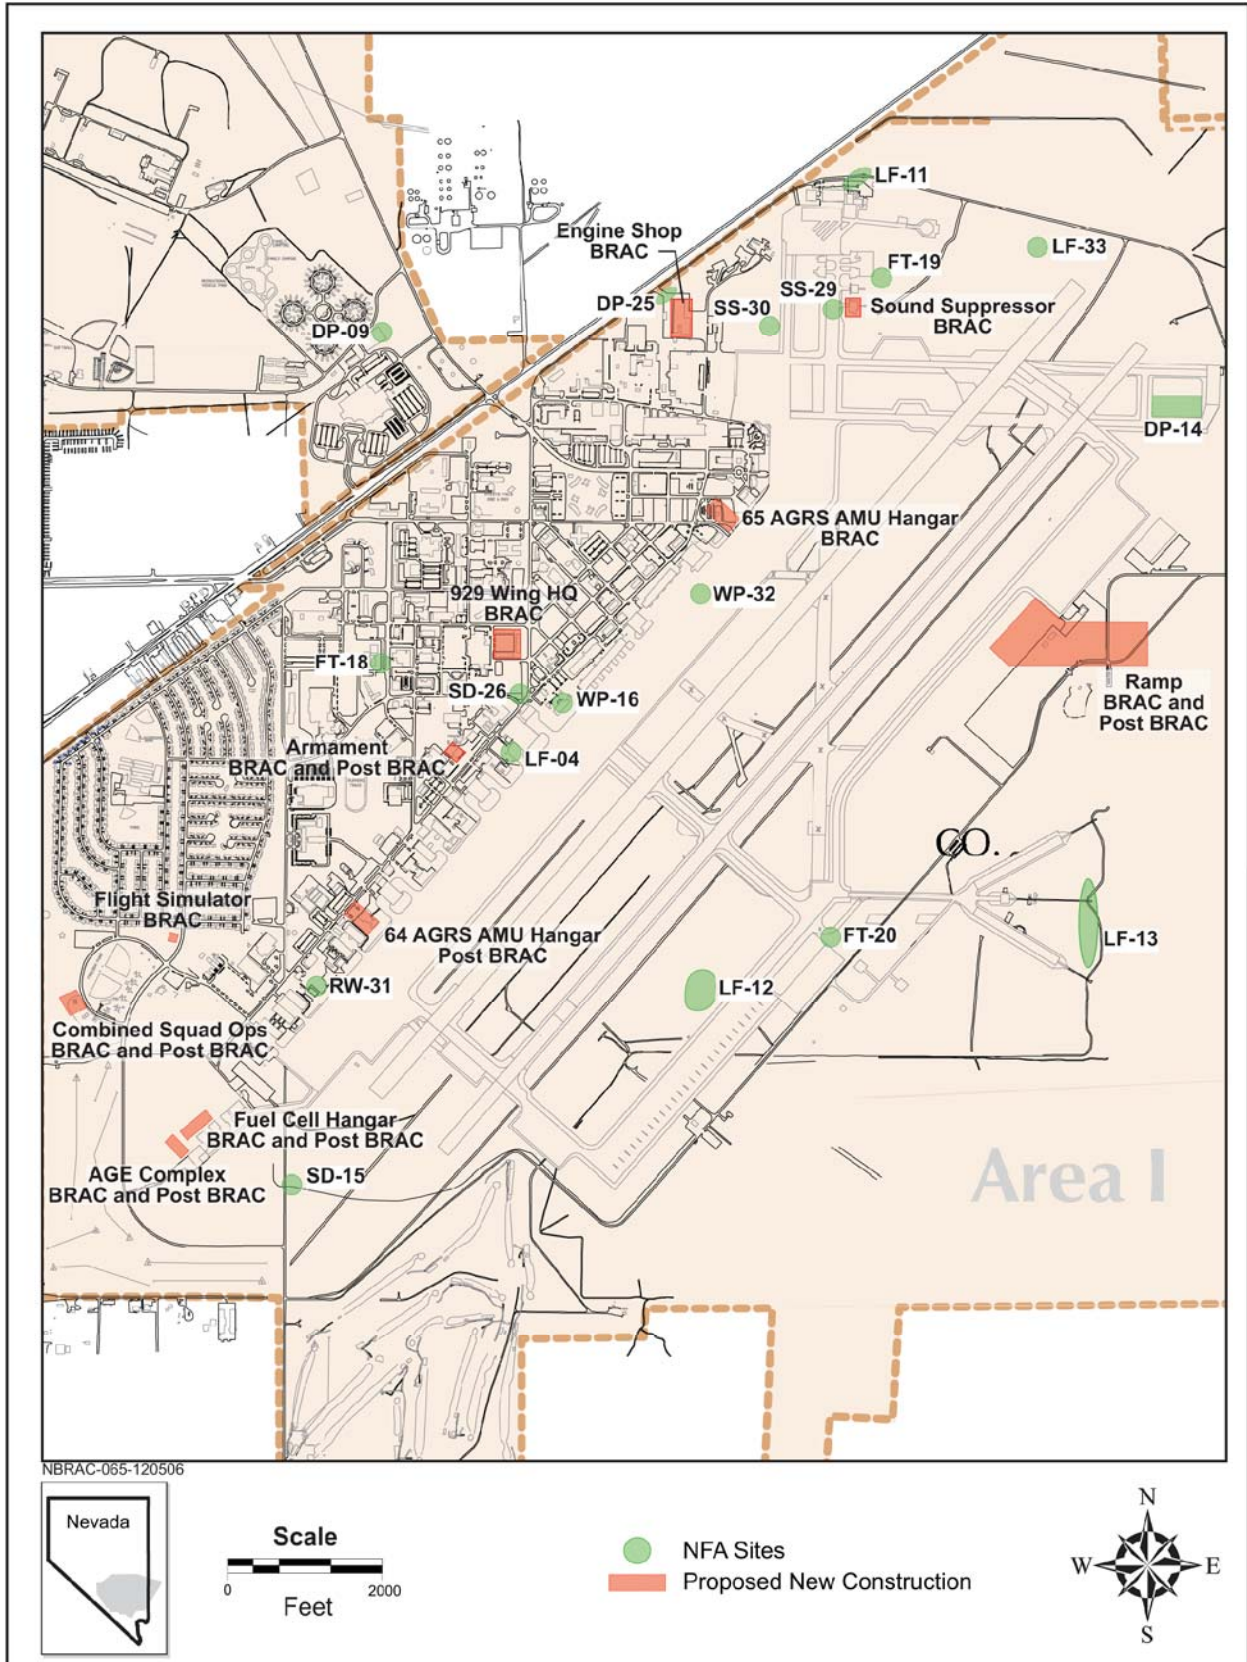 LF-11
Engine Shop
BRAC
LF-33
FT-19
SS-29
DP-25
SS-30
Sound Suppressor
BRAC
DP-09
DP-14
65 AGRS AMU Hangar
BRAC
929 Wing HQ
BRAC
WP-32
FT-18
SD-26
WP-16
Ramp
BRAC and
Post BRAC
Armament
BRAC and Post BRAC
LF-04
CO.
Flight Simulator
BRAC
64 AGRS AMU Hangar
Post BRAC
FT-20
LF-13
RW-31
LF-12
Combined Squad Ops
BRAC and Post BRAC
Fuel Cell Hangar
BRAC and Post BRAC
AGE Complex
BRAC and Post BRAC
SD-15
Area I
NBRAC-065-120506
Nevada
Scale
0 2000
Feet
NFA Sites
Proposed New Construction
N
W E
S